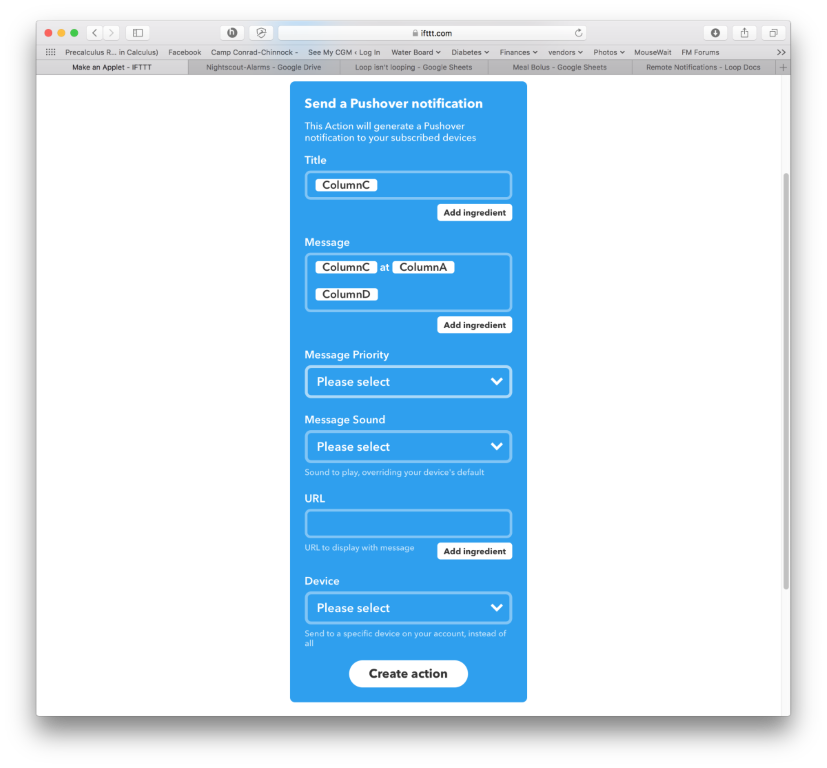 ifttt.com
Precalculus R... in Calculus) Facebook Camp Conrad-Chinnock - See My CGM ‹ Log In Water Board Diabetes Finances vendors Photos MouseWait FM Forums >>
Make an Applet - IFTTT Nightscout-Alarms - Google Drive Loop isn't looping - Google Sheets Meal Bolus - Google Sheets Remote Notifications - Loop Docs +
Send a Pushover notification
This Action will generate a Pushover
notification to your subscribed devices
Title
ColumnC
Add ingredient
Message
ColumnC at ColumnA
ColumnD
Add ingredient
Message Priority
Please select
Message Sound
Please select
Sound to play, overriding your device's default
URL
URL to display with message
Add ingredient
Device
Please select
Send to a specific device on your account, instead of
all
Create action